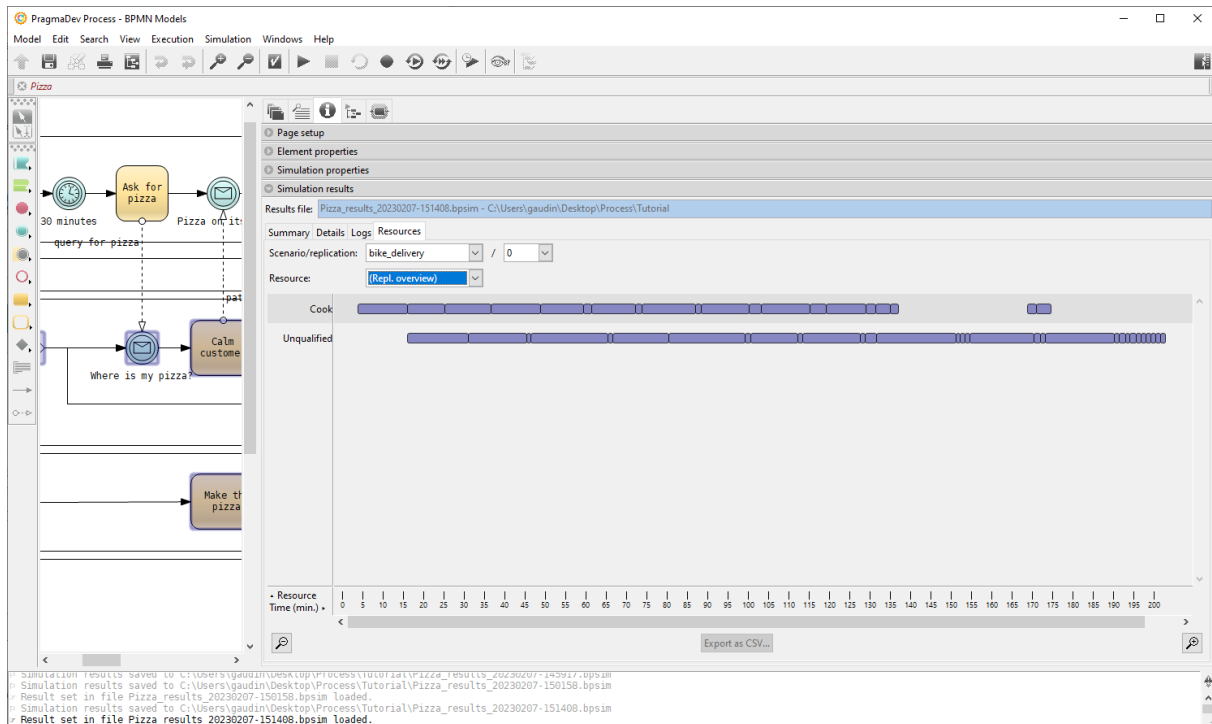 PragmaDev Process - BPMN Models
Model Edit Search View Execution Simulation Windows Help
Pizza
Page setup
Element properties
Simulation properties
Simulation results
Results file: Pizza_results_20230207-151408.bpsim - C:\Users\gaudin\Desktop\Process\Tutorial
Summary Details Logs Resources
Scenario/replication: bike_delivery / 0
Resource: (Repl. overview)
Ask for
pizza
30 minutes
Pizza on its
query for pizza
pat
Calm
custome
Where is my pizza?
Make th
pizza
Cook
Unqualified
Resource
Time (min.)
0 5 10 15 20 25 30 35 40 45 50 55 60 65 70 75 80 85 90 95 100 105 110 115 120 125 130 135 140 145 150 155 160 165 170 175 180 185 190 195 200
Export as CSV...
Simulation results saved to C:\Users\gaudin\Desktop\Process\Tutorial\Pizza_results_20230207-145917.bpsim
Simulation results saved to C:\Users\gaudin\Desktop\Process\Tutorial\Pizza_results_20230207-150158.bpsim
Result set in file Pizza_results_20230207-150158.bpsim loaded.
Simulation results saved to C:\Users\gaudin\Desktop\Process\Tutorial\Pizza_results_20230207-151408.bpsim
Result set in file Pizza_results_20230207-151408.bpsim loaded.